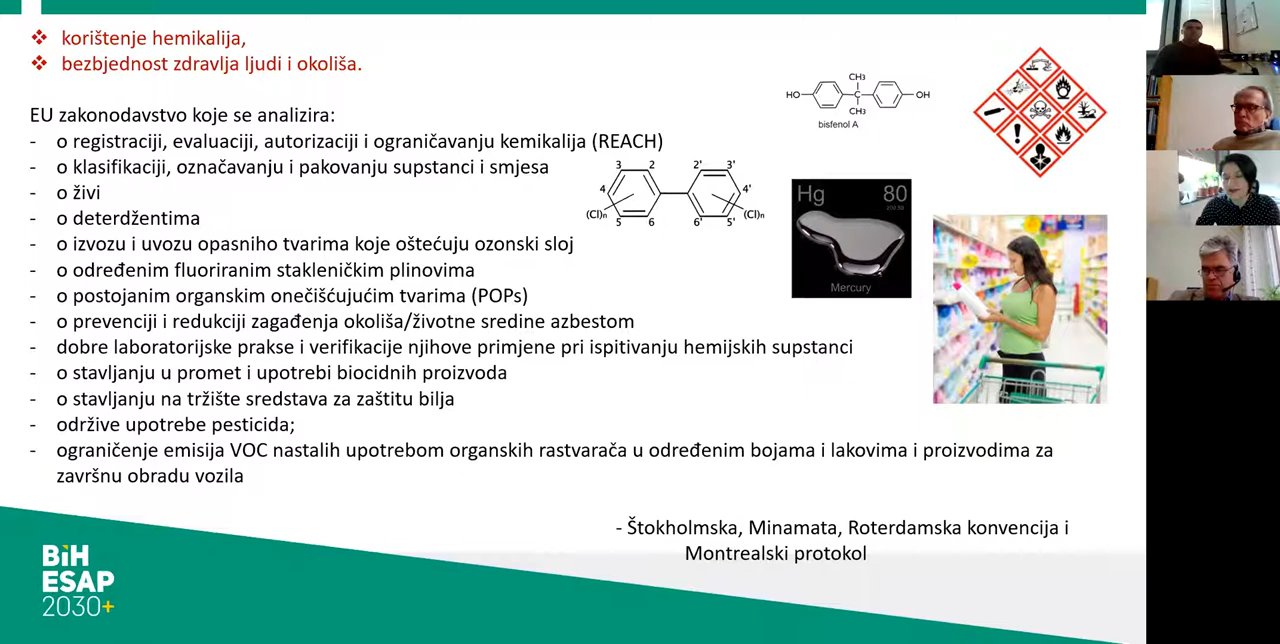 korištenje hemikalija,
bezbjednost zdravlja ljudi i okoliša.
EU zakonodavstvo koje se analizira:
- o registraciji, evaluaciji, autorizaciji i ograničavanju kemikalija (REACH)
- o klasifikaciji, označavanju i pakovanju supstanci i smjesa
- o živi
- o deterdžentima
- o izvozu i uvozu opasniho tvarima koje oštećuju ozonski sloj
- o određenim fluoriranim stakleničkim plinovima
- o postojanim organskim onečišćujućim tvarima (POPs)
- o prevenciji i redukciji zagađenja okoliša/životne sredine azbestom
- dobre laboratorijske prakse i verifikacije njihove primjene pri ispitivanju hemijskih supstanci
- o stavljanju u promet i upotrebi biocidnih proizvoda
- o stavljanju na tržište sredstava za zaštitu bilja
- održive upotrebe pesticida;
- ograničenje emisija VOC nastalih upotrebom organskih rastvarača u određenim bojama i lakovima i proizvodima za
završnu obradu vozila
CH3
HO C OH
CH3
bisfenol A
3 2 2' 3'
4 4'
(Cl)n (Cl)n
5 6 6' 5'
Hg 80
Mercury
- Štokholmska, Minamata, Roterdamska konvencija i
Montrealski protokol
BiH
ESAP
2030+